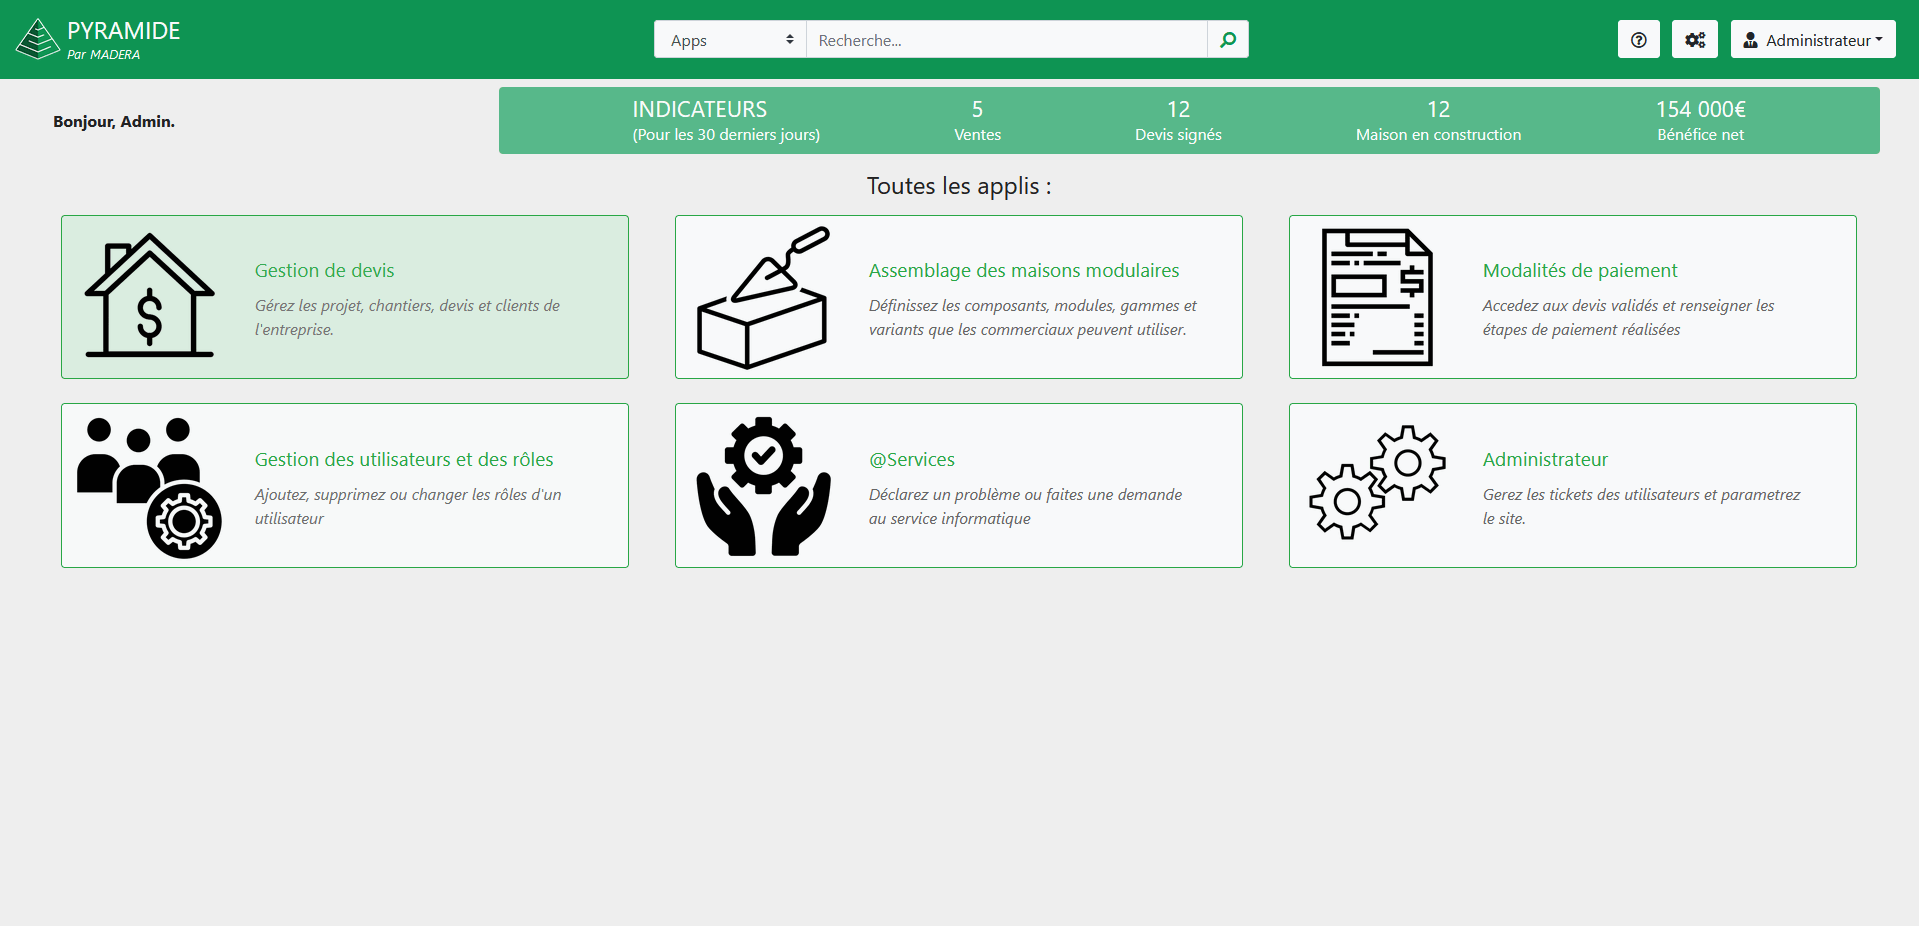 PYRAMIDE
Par MADERA
Apps
Recherche...
Administrateur
Bonjour, Admin.
INDICATEURS
(Pour les 30 derniers jours)
5
Ventes
12
Devis signés
12
Maison en construction
154 000€
Bénéfice net
Toutes les applis :
Gestion de devis
Gérez les projet, chantiers, devis et clients de
l'entreprise.
Assemblage des maisons modulaires
Définissez les composants, modules, gammes et
variants que les commerciaux peuvent utiliser.
Modalités de paiement
Accedez aux devis validés et renseigner les
étapes de paiement réalisées
Gestion des utilisateurs et des rôles
Ajoutez, supprimez ou changer les rôles d'un
utilisateur
@Services
Déclarez un problème ou faites une demande
au service informatique
Administrateur
Gerez les tickets des utilisateurs et parametrez
le site.